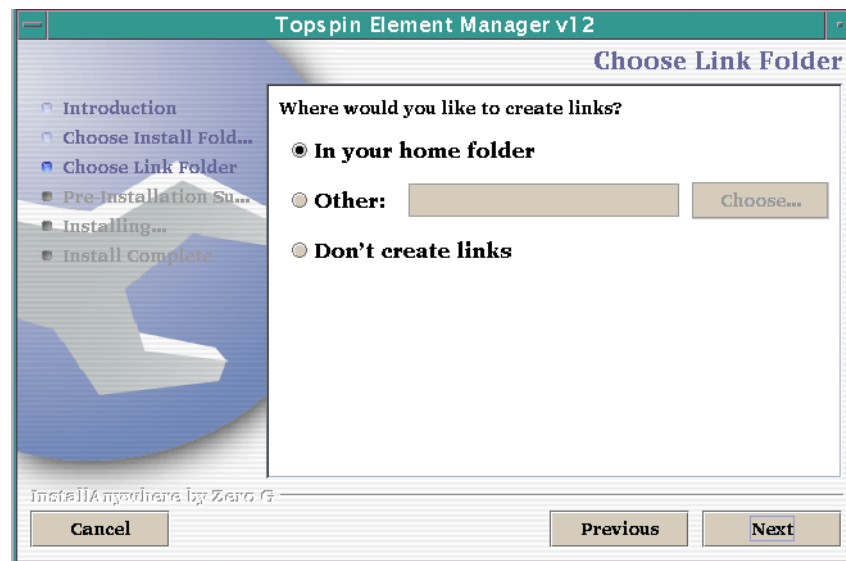 Topspin Element Manager v12
Choose Link Folder
Introduction
Choose Install Fold...
Choose Link Folder
Pre-Installation Su...
Installing...
Install Complete
Where would you like to create links?
In your home folder
Other:
Choose...
Don't create links
InstallAnywhere by Zero G
Cancel
Previous
Next